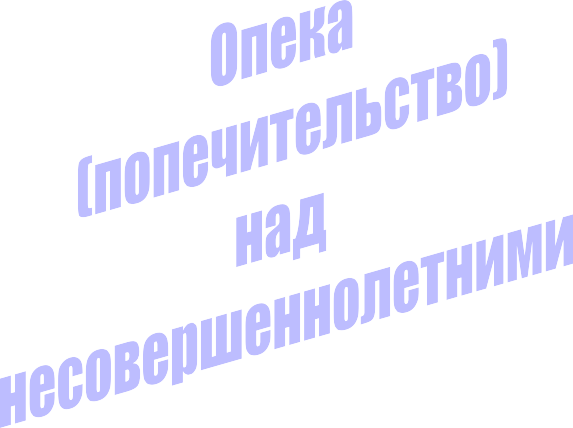 Опека
(попечительство)
над
несовершеннолетними